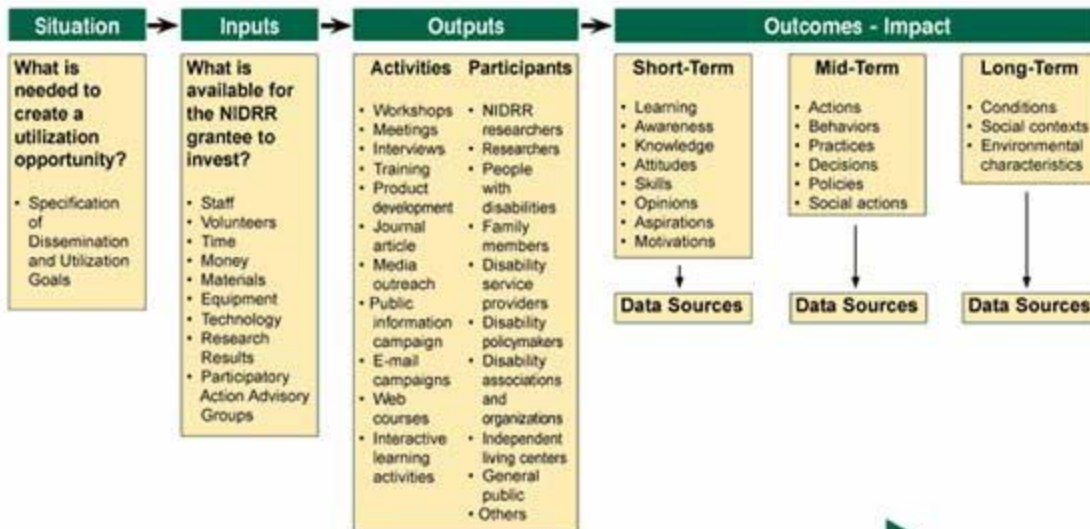 Situation
Inputs
Outputs
Outcomes - Impact
What is
needed to
create a
utilization
opportunity?
• Specification
of
Dissemination
and Utilization
Goals
What is
available for
the NIDRR
grantee to
invest?
• Staff
• Volunteers
• Time
• Money
• Materials
• Equipment
• Technology
• Research
Results
• Participatory
Action Advisory
Groups
Activities
• Workshops
• Meetings
• Interviews
• Training
• Product
development
• Journal
article
• Media
outreach
• Public
information
campaign
• E-mail
campaigns
• Web
courses
• Interactive
learning
activities
Participants
• NIDRR
researchers
• Researchers
• People
with
disabilities
• Family
members
• Disability
service
providers
• Disability
policymakers
• Disability
associations
and
organizations
• Independent
living centers
• General
public
• Others
Short-Term
• Learning
• Awareness
• Knowledge
• Attitudes
• Skills
• Opinions
• Aspirations
• Motivations
Data Sources
Mid-Term
• Actions
• Behaviors
• Practices
• Decisions
• Policies
• Social actions
Data Sources
Long-Term
• Conditions
• Social contexts
• Environmental
characteristics
Data Sources